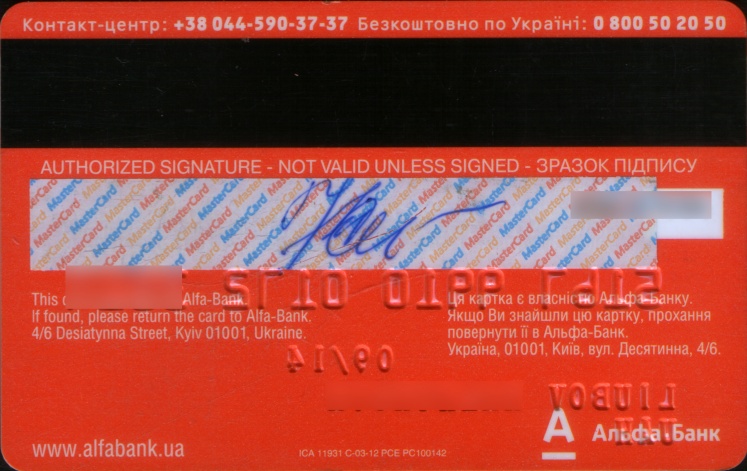 Контакт-центр: +38 044-590-37-37 Безкоштовно по Україні: 0 800 50 20 50
AUTHORIZED SIGNATURE - NOT VALID UNLESS SIGNED - ЗРАЗОК ПІДПИСУ
MasterCard
This Alfa-Bank.
If found, please return the card to Alfa-Bank.
4/6 Desiatynna Street, Kyiv 01001, Ukraine.
Ця картка є власністю Альфа-Банку.
Якщо Ви знайшли цю картку, прохання
повернути її в Альфа-Банк.
Україна, 01001, Київ, вул. Десятинна, 4/6.
Альфа·Банк
www.alfabank.ua
ICA 11931 C-03-12 PCE PC100142